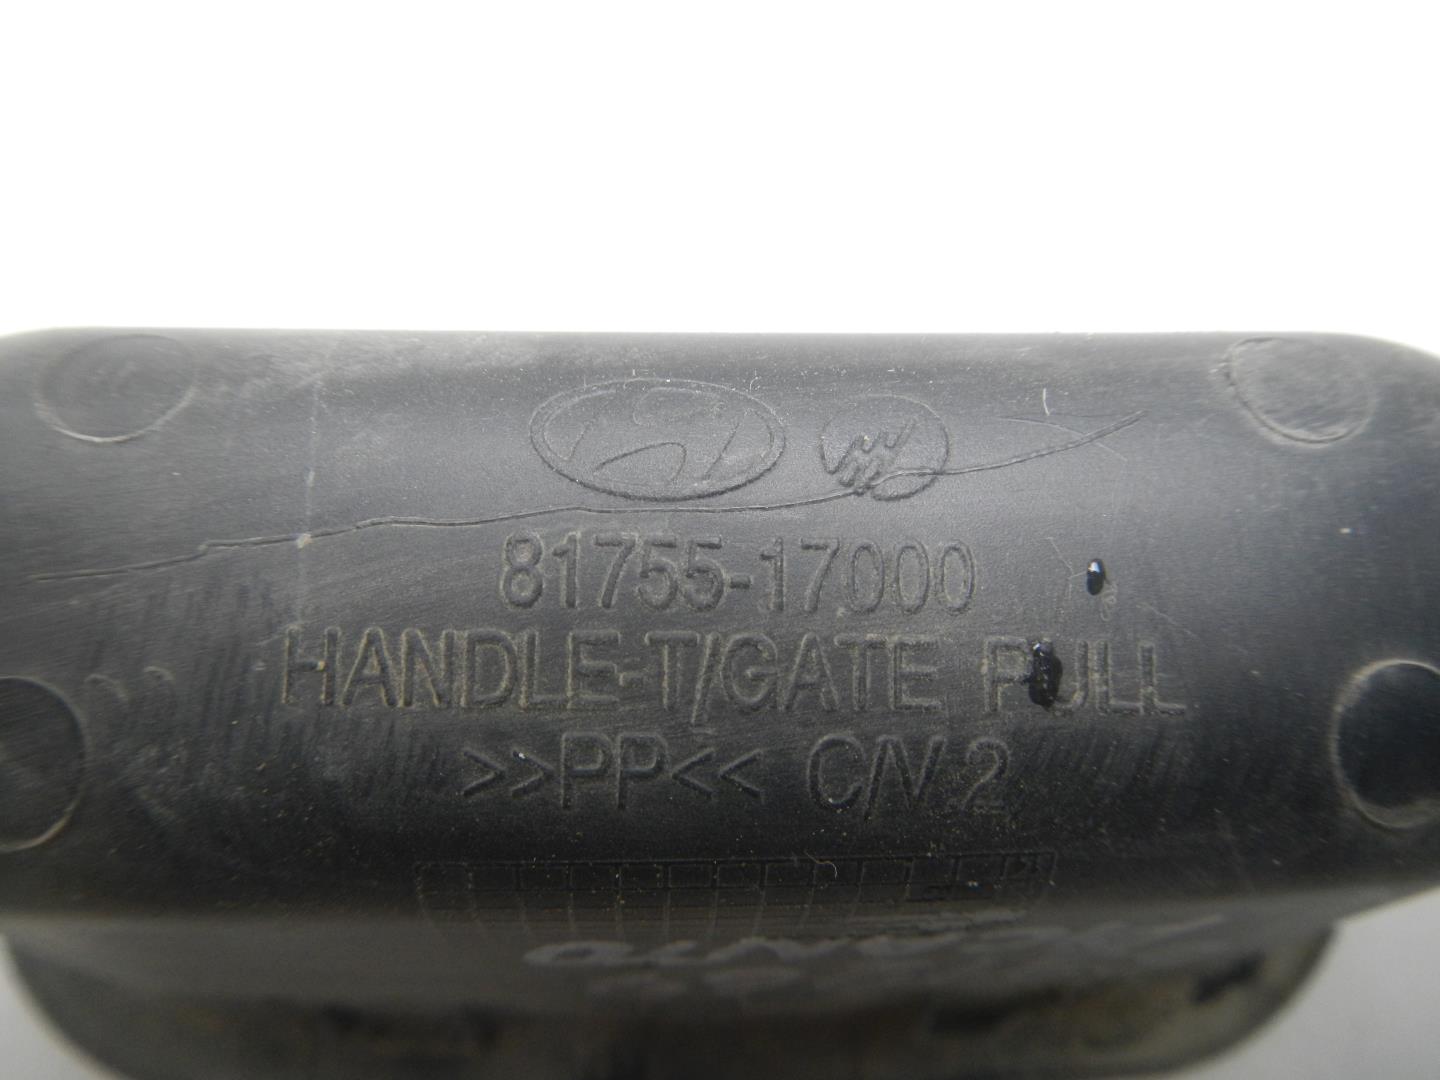 81755-17000
HANDLE-T/GATE PULL
>>PP<< C/V 2